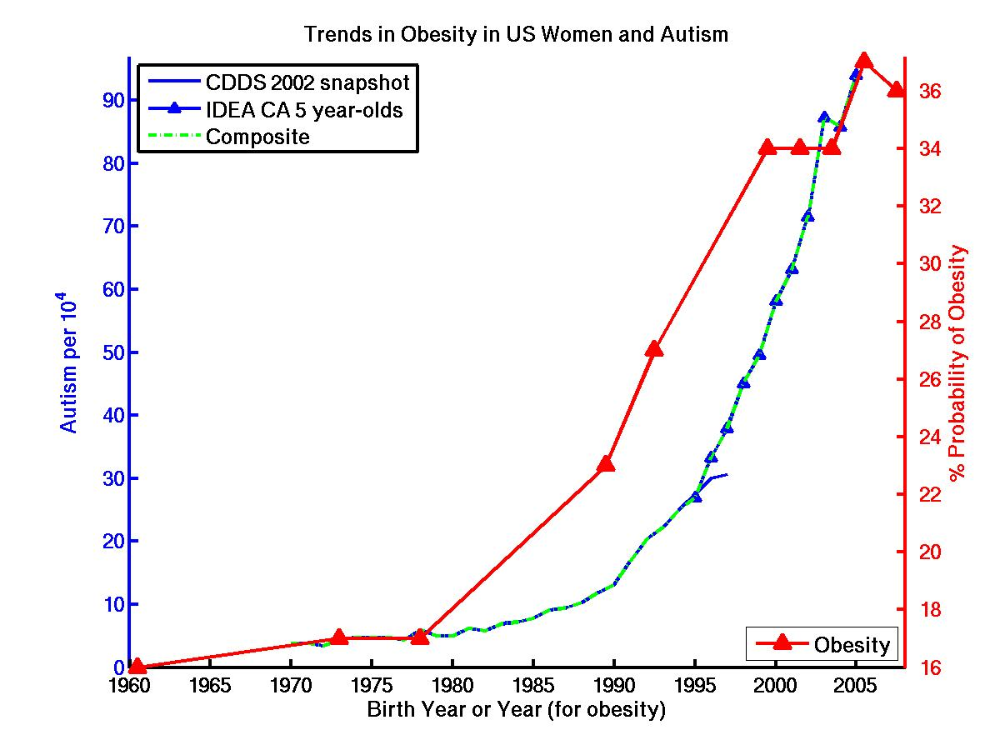 Trends in Obesity in US Women and Autism
CDDS 2002 snapshot
IDEA CA 5 year-olds
Composite
90
80
70
60
50
40
30
20
10
0
Autism per 10⁴
36
34
32
30
28
26
24
22
20
18
16
% Probability of Obesity
Obesity
1960 1965 1970 1975 1980 1985 1990 1995 2000 2005
Birth Year or Year (for obesity)